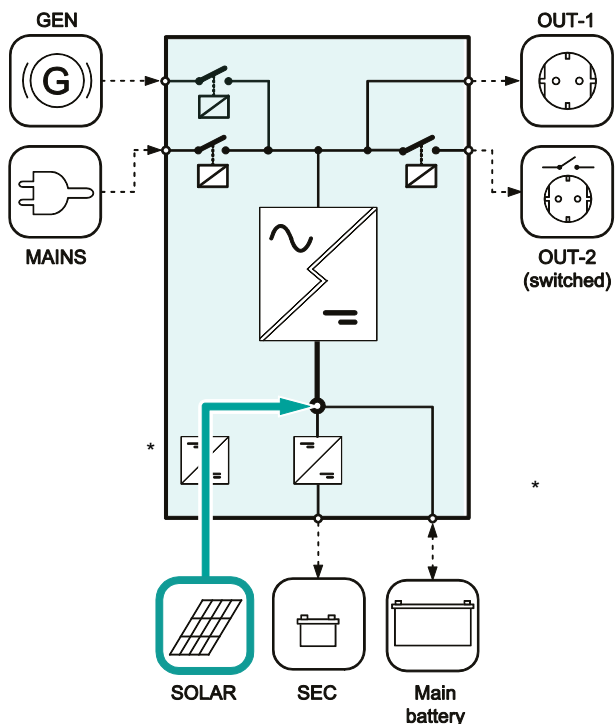 GEN
OUT-1
G
MAINS
OUT-2
(switched)
*
*
SOLAR
SEC
Main
battery